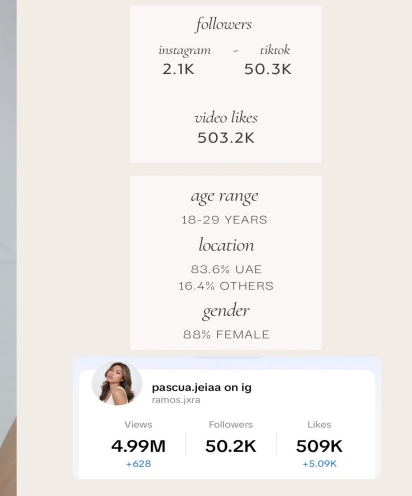 followers
instagram - tiktok
2.1K 50.3K
video likes
503.2K
age range
18-29 YEARS
location
83.6% UAE
16.4% OTHERS
gender
88% FEMALE
pascua.jeiaa on ig
ramos.jxra
Views Followers Likes
4.99M 50.2K 509K
+628 +5.09K